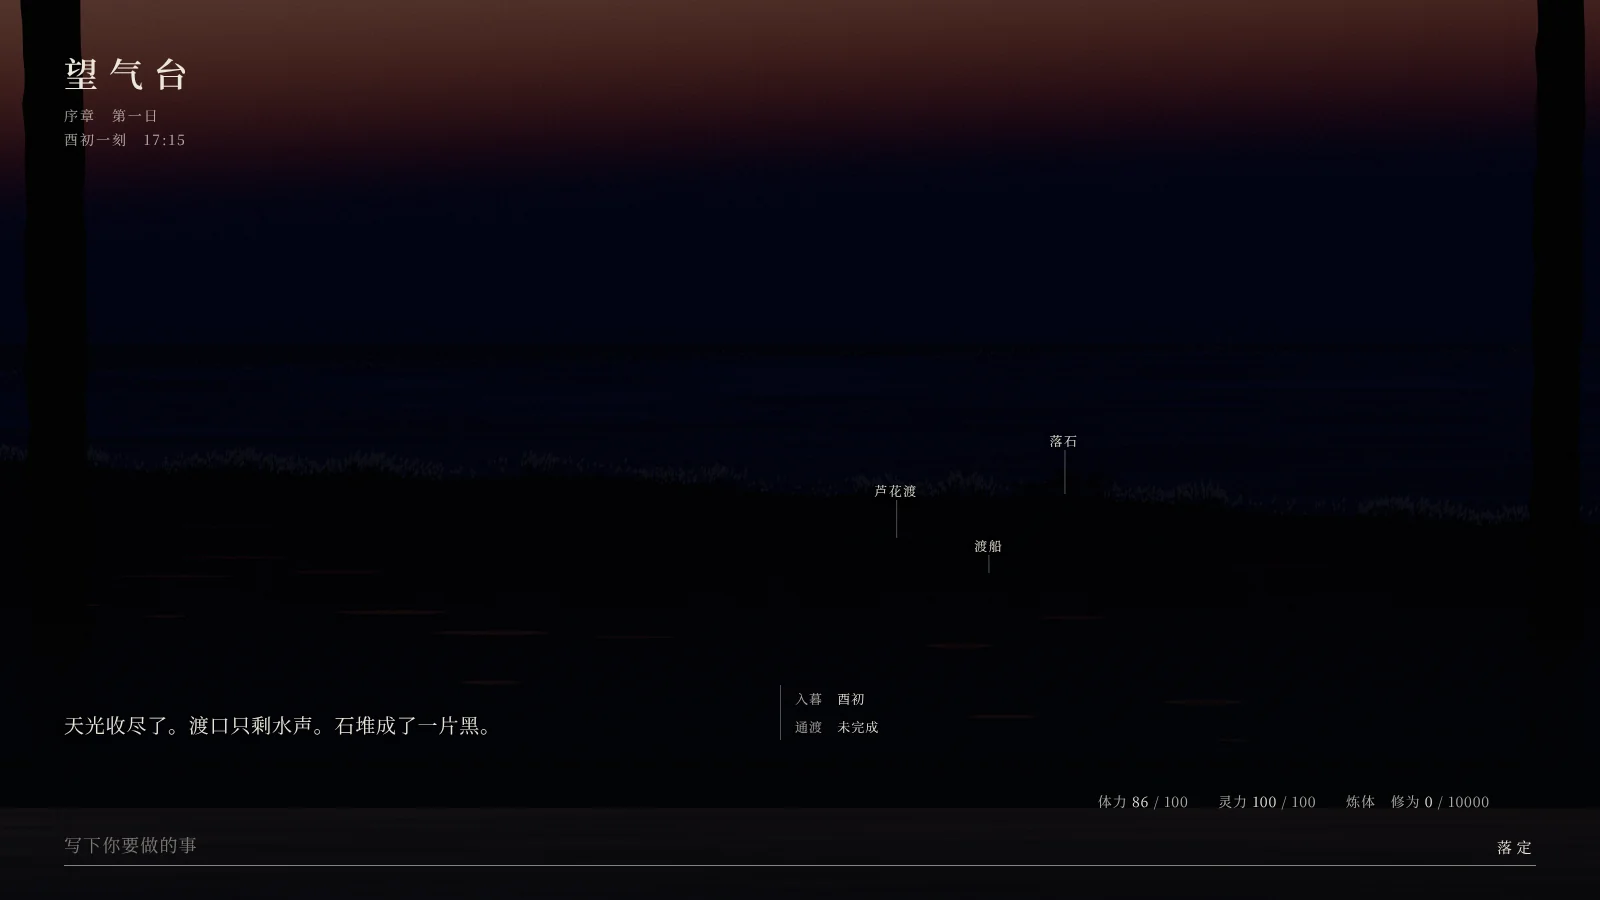 望气台
序章　第一日
酉初一刻　17:15
落石
芦花渡
渡船
天光收尽了。渡口只剩水声。石堆成了一片黑。
入暮　酉初
通渡　未完成
体力 86 / 100　灵力 100 / 100　炼体　修为 0 / 10000
写下你要做的事
落定